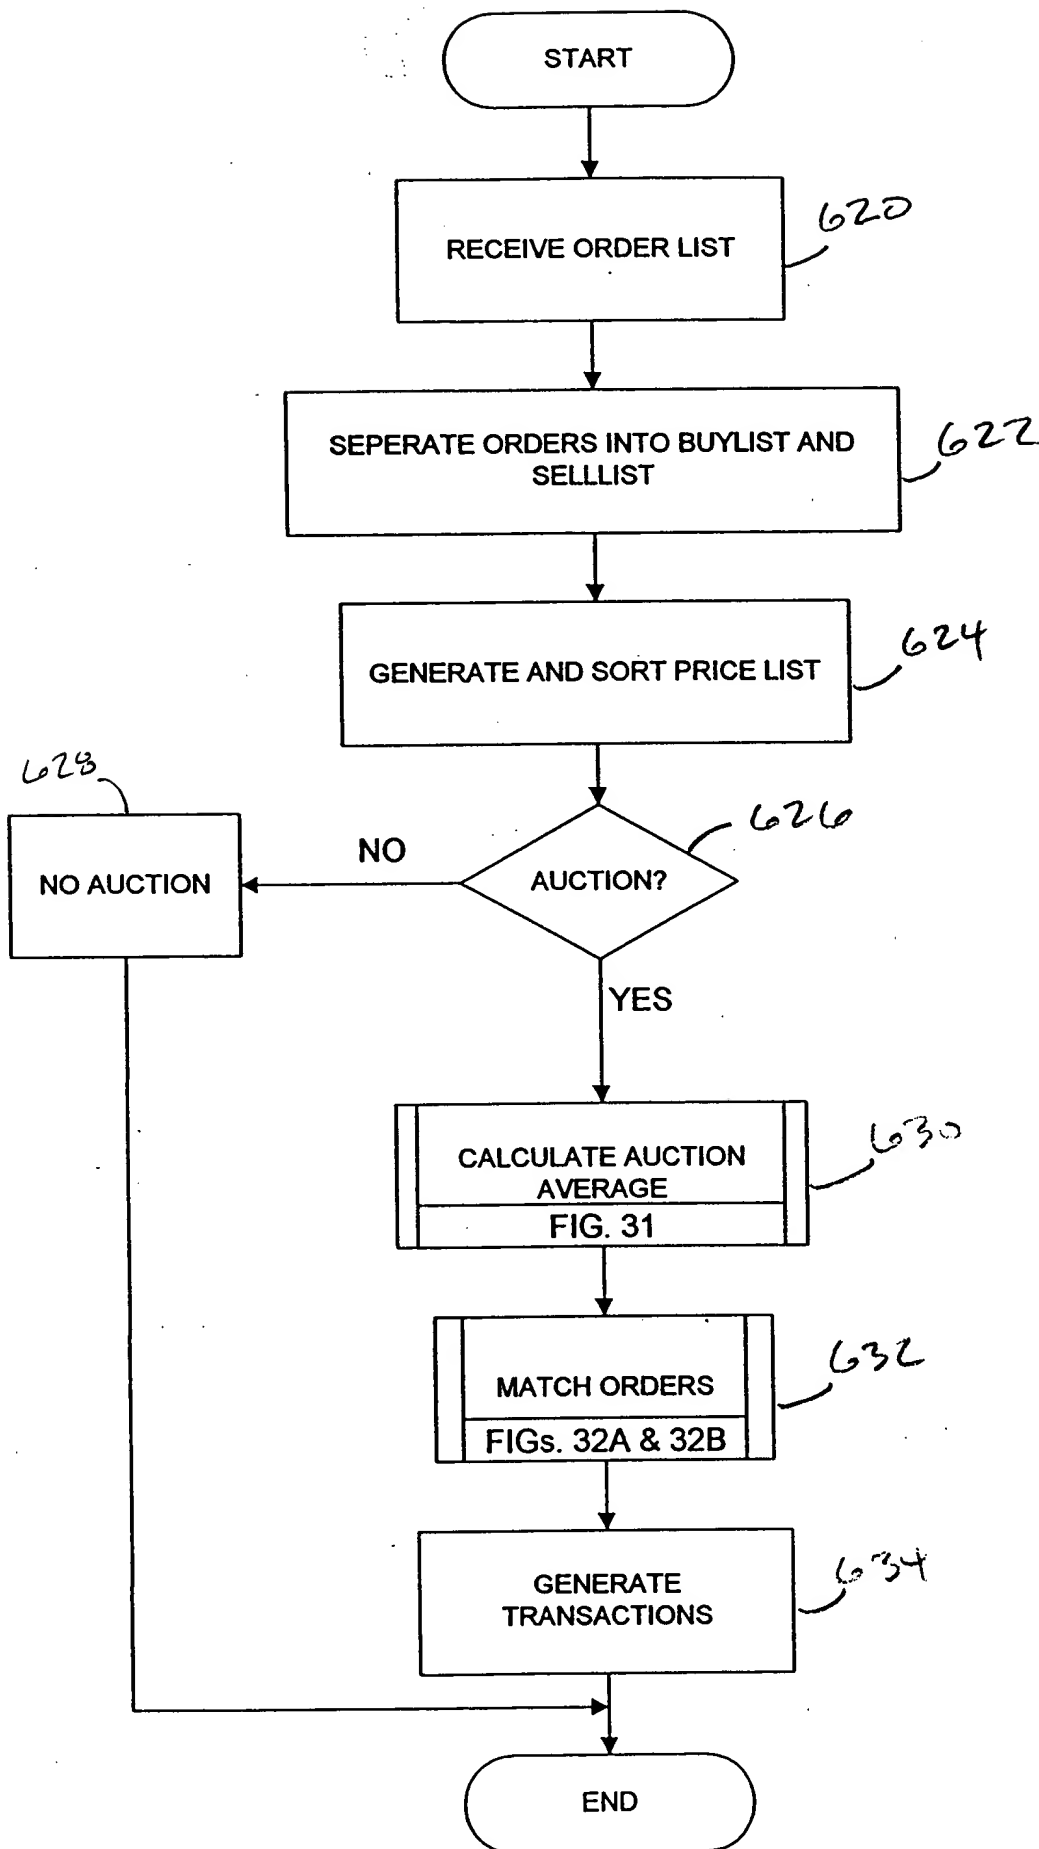 START
RECEIVE ORDER LIST
620
SEPERATE ORDERS INTO BUYLIST AND
SELLLIST
622
GENERATE AND SORT PRICE LIST
624
628
NO AUCTION
NO
AUCTION?
626
YES
CALCULATE AUCTION
AVERAGE
FIG. 31
630
MATCH ORDERS
FIGs. 32A & 32B
632
GENERATE
TRANSACTIONS
634
END